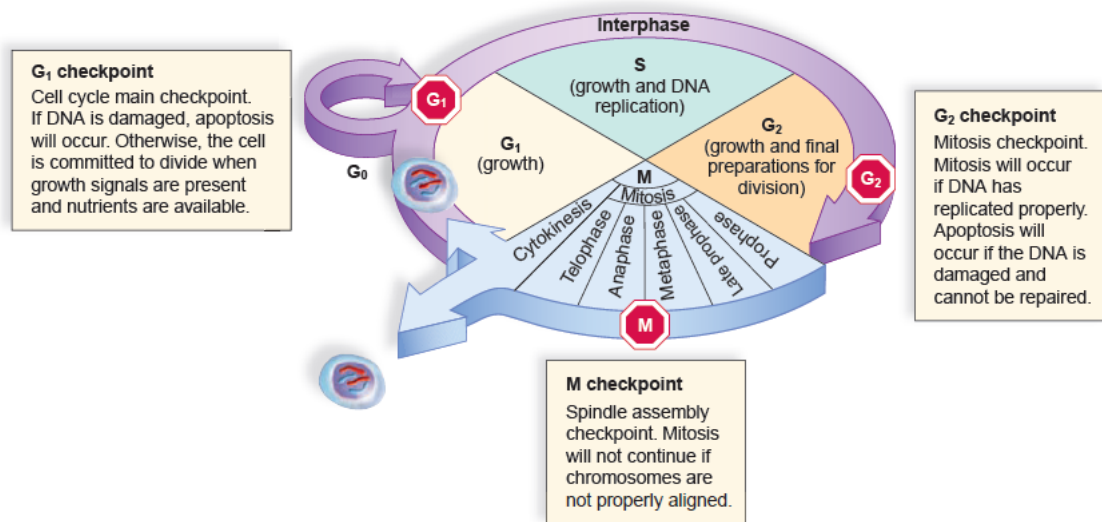 Interphase
G₁ checkpoint
Cell cycle main checkpoint.
If DNA is damaged, apoptosis
will occur. Otherwise, the cell
is committed to divide when
growth signals are present
and nutrients are available.
G₀
G₁
G₁
(growth)
S
(growth and DNA
replication)
G₂
(growth and final
preparations for
division)
G₂
G₂ checkpoint
Mitosis checkpoint.
Mitosis will occur
if DNA has
replicated properly.
Apoptosis will
occur if the DNA is
damaged and
cannot be repaired.
M
Mitosis
Cytokinesis
Telophase
Anaphase
Metaphase
Late prophase
Prophase
M
M checkpoint
Spindle assembly
checkpoint. Mitosis
will not continue if
chromosomes are
not properly aligned.